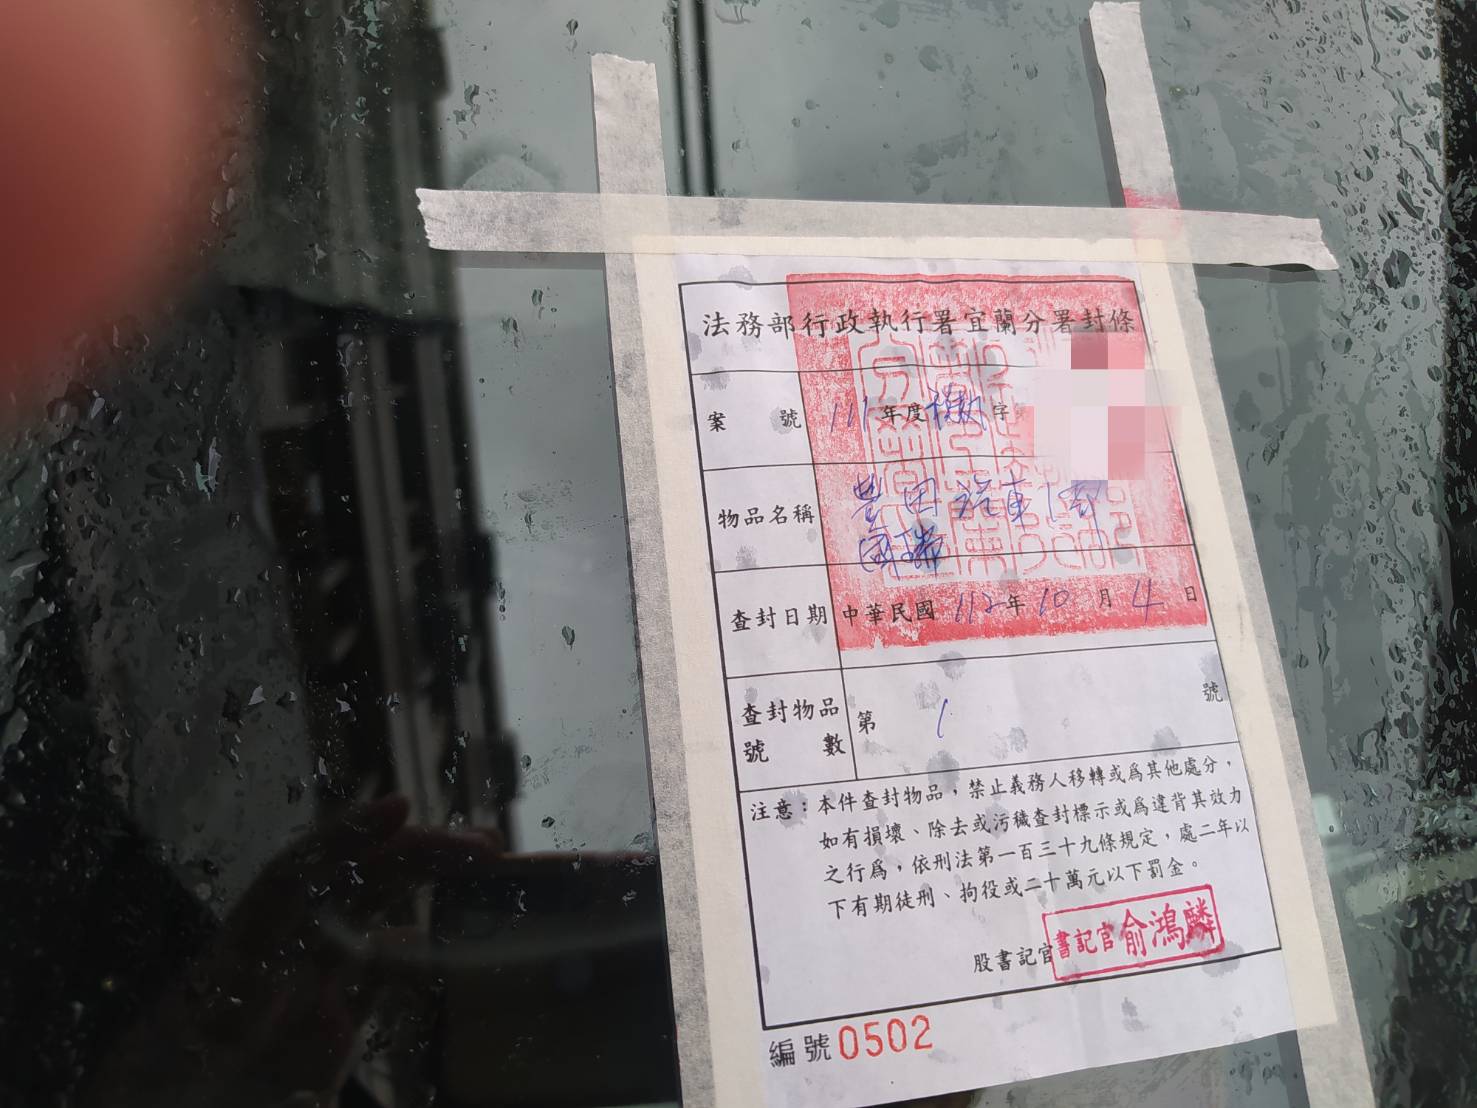 法務部行政執行署宜蘭分署封條
案號 111年度 字
物品名稱 豐田汽車1部
國瑞
查封日期 中華民國 112年 10 月 4 日
查封物品號數 第 1 號
注意：本件查封物品，禁止義務人移轉或為其他處分，
如有損壞、除去或污穢查封標示或為違背其效力
之行為，依刑法第一百三十九條規定，處二年以
下有期徒刑、拘役或二十萬元以下罰金。
股書記官 書記官俞鴻麟
編號0502